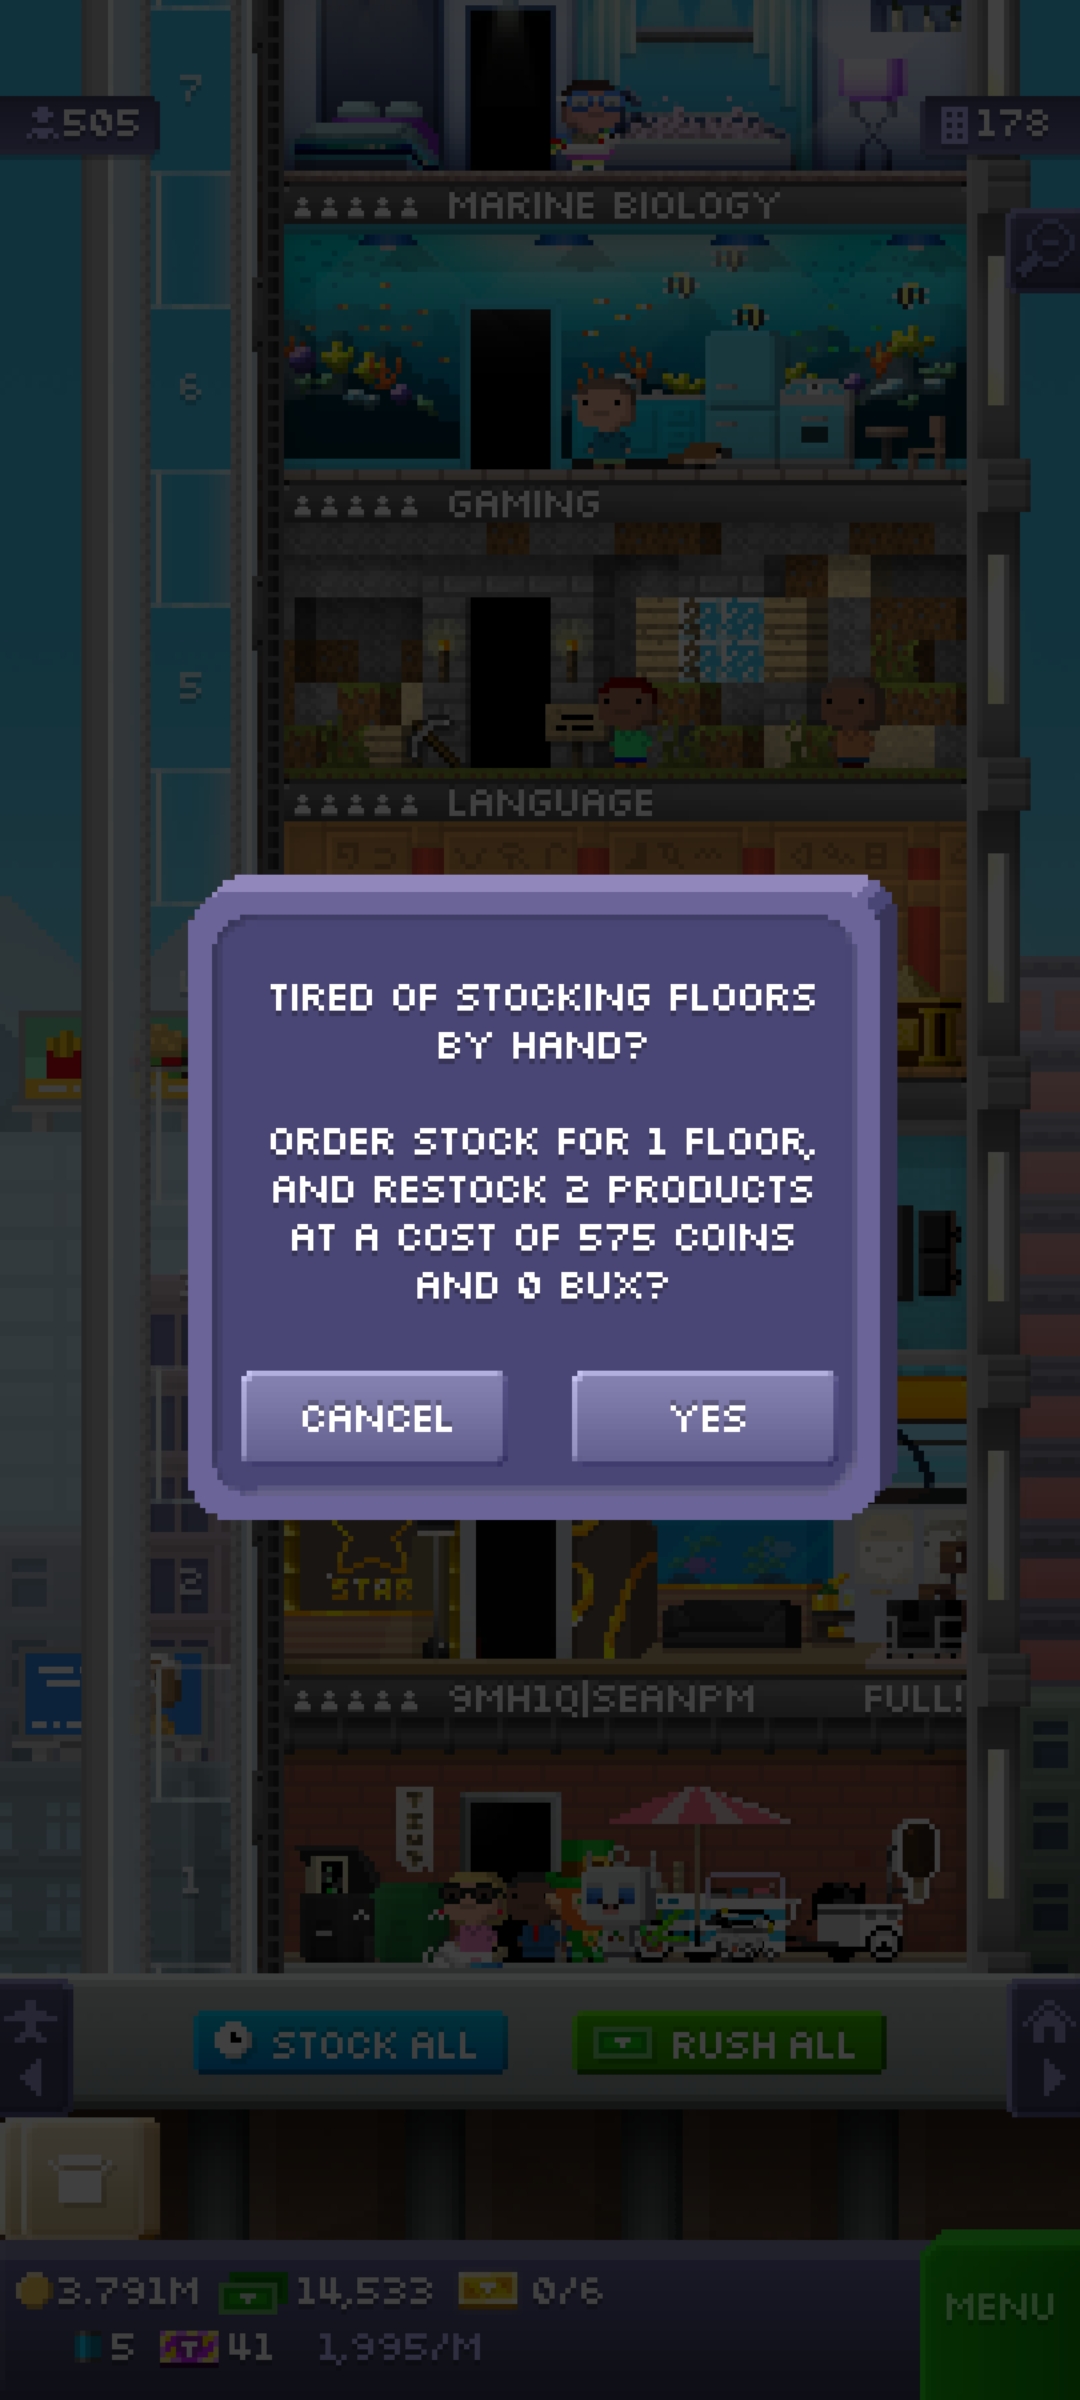 7
505
178
MARINE BIOLOGY
6
GAMING
5
LANGUAGE
TIRED OF STOCKING FLOORS
BY HAND?
ORDER STOCK FOR 1 FLOOR,
AND RESTOCK 2 PRODUCTS
AT A COST OF 575 COINS
AND 0 BUX?
CANCEL
YES
2
STAR
9MH1Q|SEANPM
FULL!
1
STOCK ALL
RUSH ALL
3.791M
14,533
0/6
MENU
5
41
1,995/M